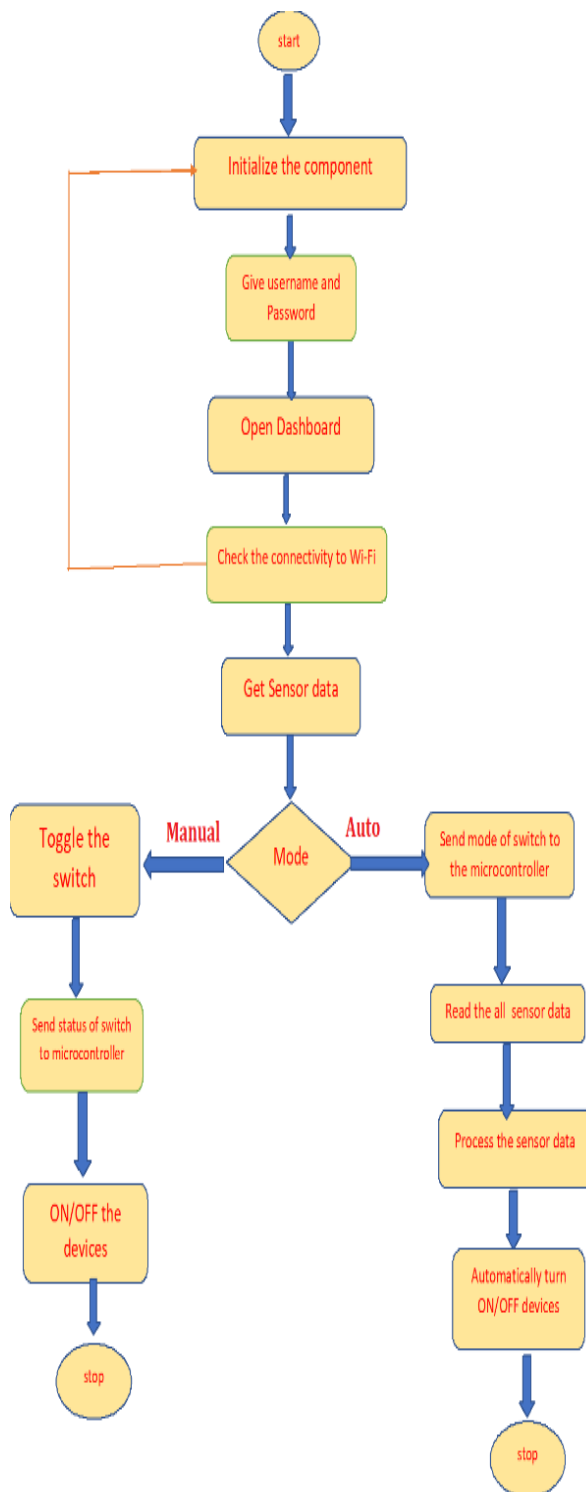 start
Initialize the component
Give username and
Password
Open Dashboard
Check the connectivity to Wi-Fi
Get Sensor data
Manual
Auto
Mode
Toggle the
switch
Send status of switch
to microcontroller
ON/OFF the
devices
stop
Send mode of switch to
the microcontroller
Read the all sensor data
Process the sensor data
Automatically turn
ON/OFF devices
stop